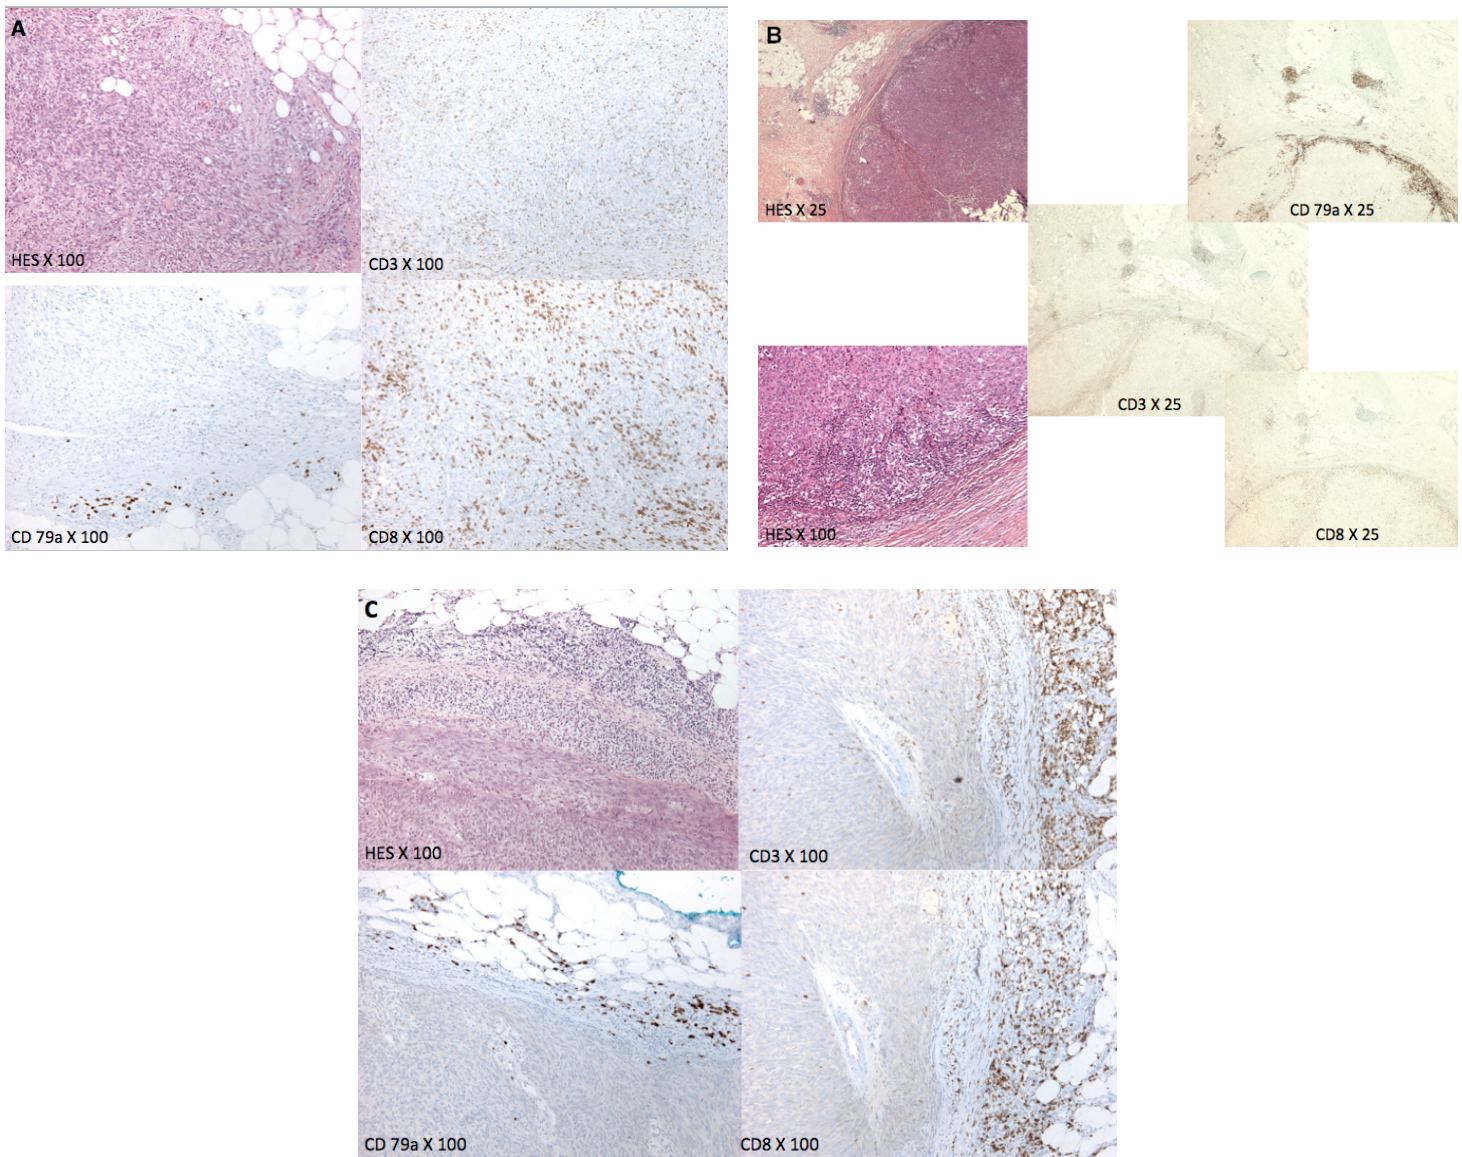 A
HES X 100
CD3 X 100
CD 79a X 100
CD8 X 100
B
HES X 25
CD 79a X 25
CD3 X 25
HES X 100
CD8 X 25
C
HES X 100
CD3 X 100
CD 79a X 100
CD8 X 100